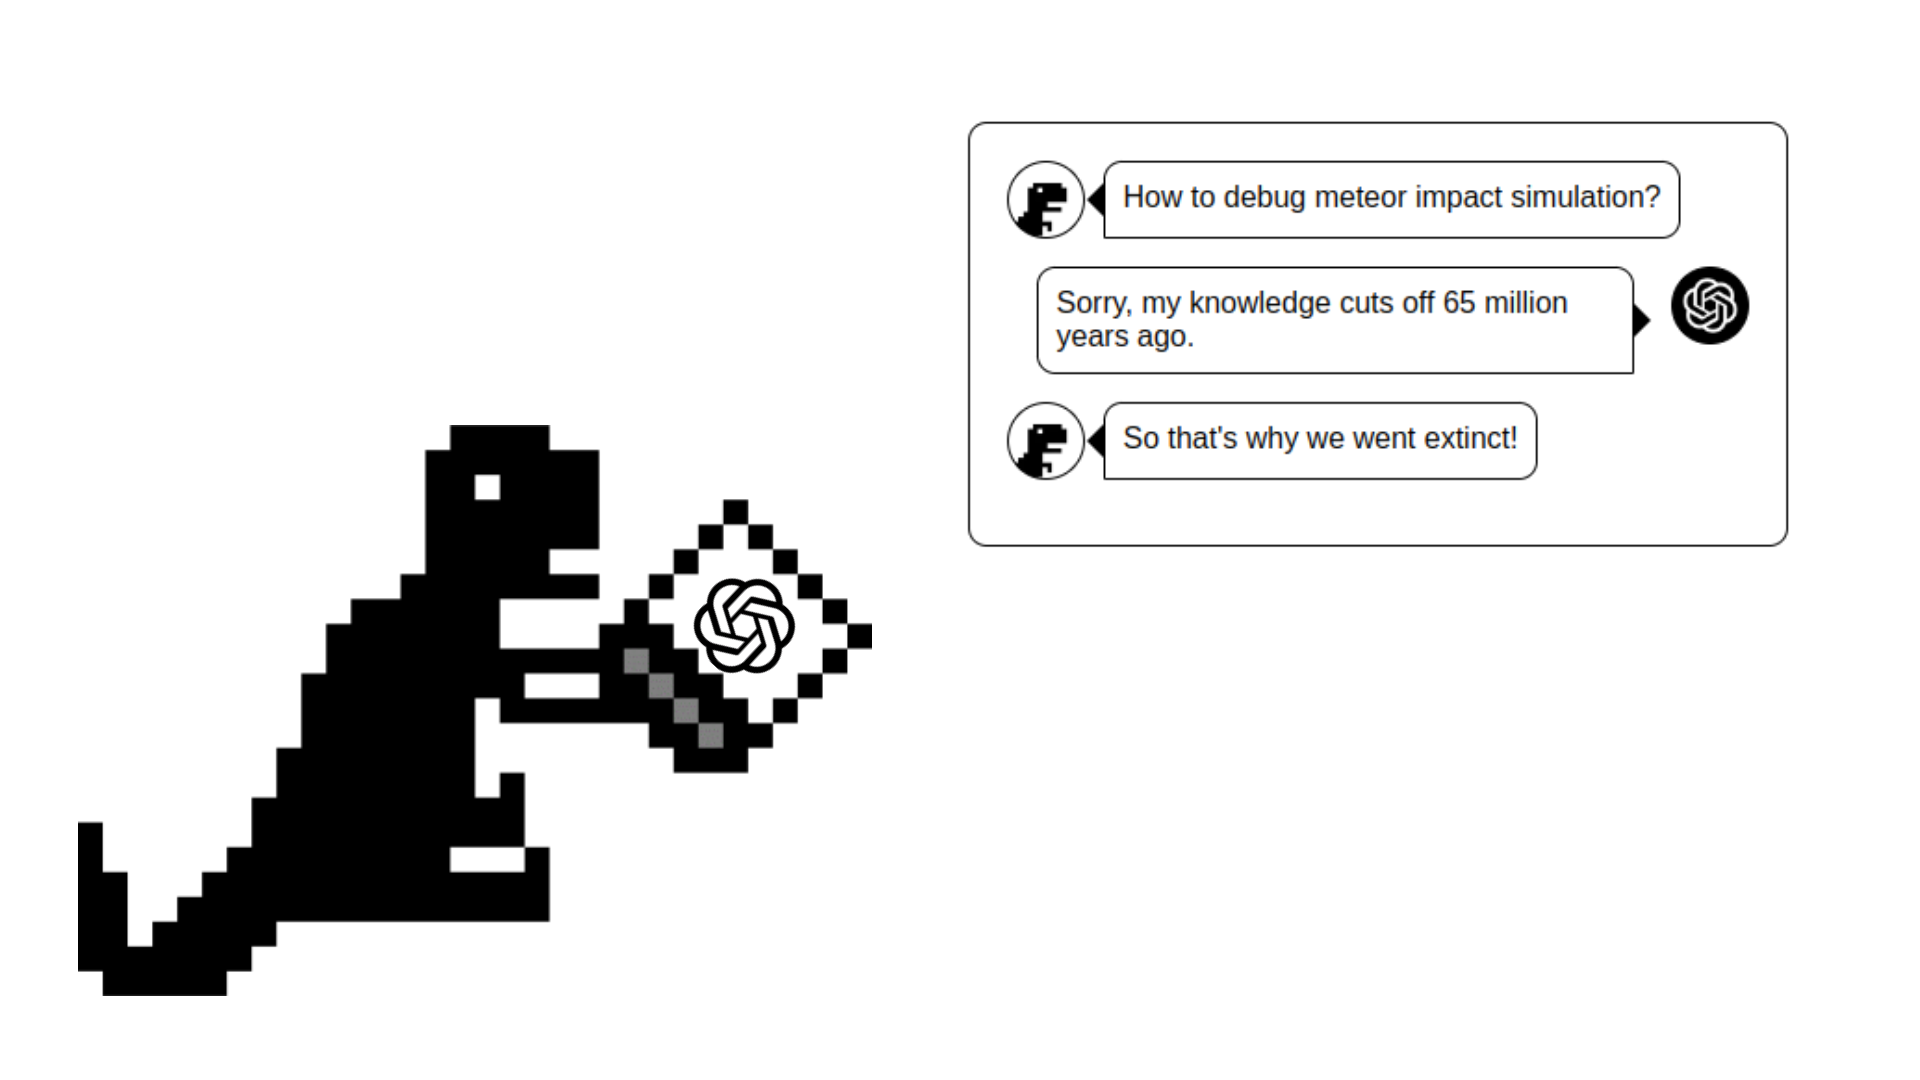 How to debug meteor impact simulation?
Sorry, my knowledge cuts off 65 million
years ago.
So that's why we went extinct!